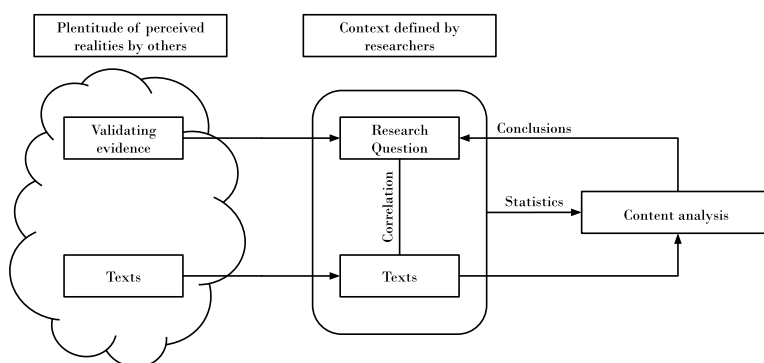 Plentitude of perceived
realities by others
Context defined by
researchers
Validating
evidence
Research
Question
Conclusions
Correlation
Statistics
Content analysis
Texts
Texts